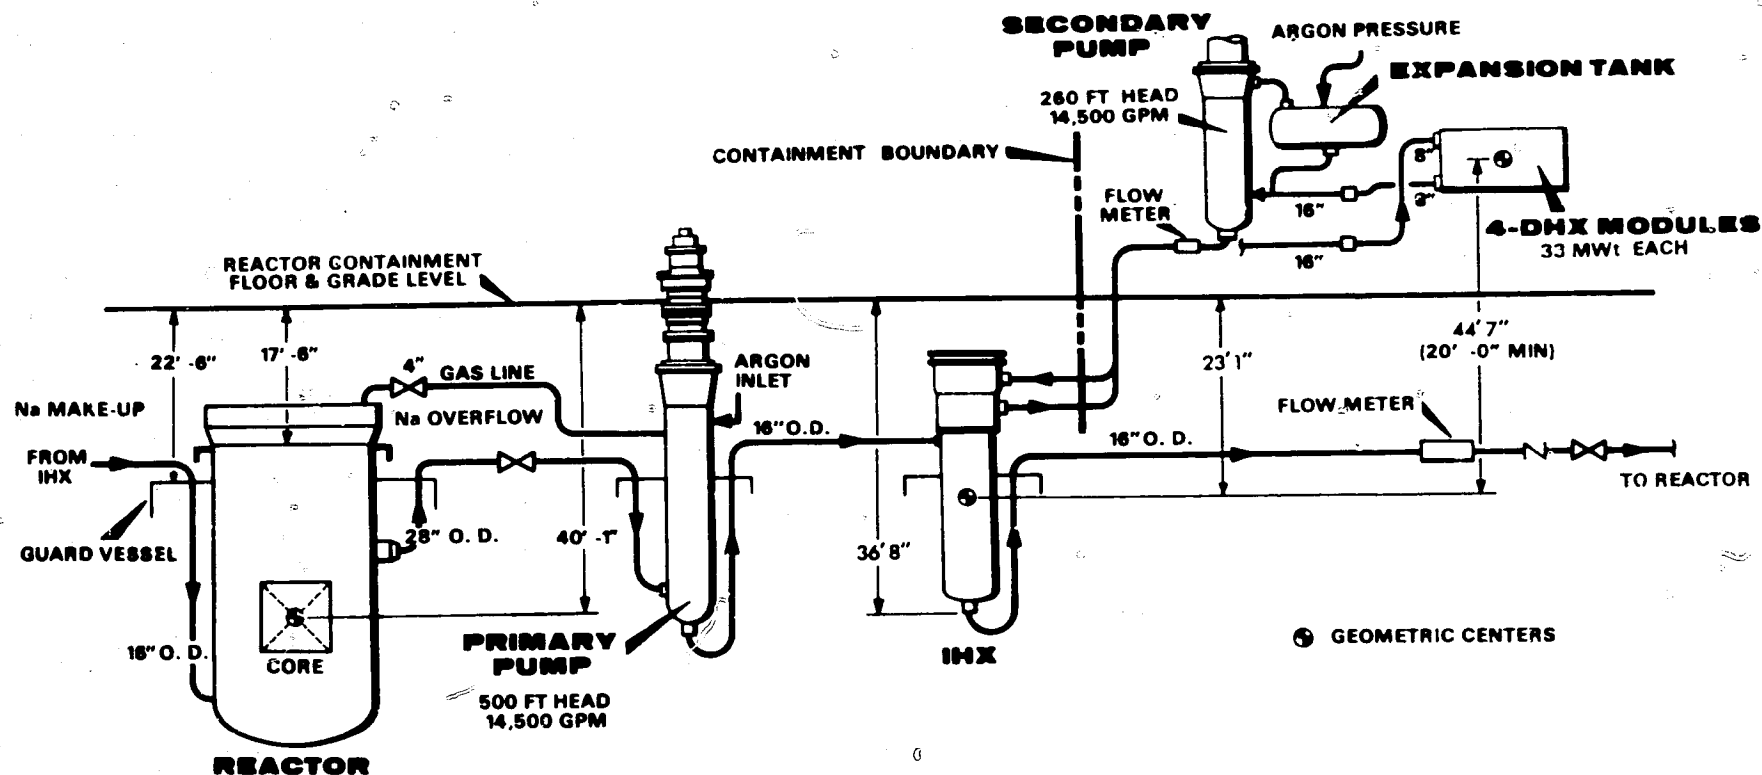 SECONDARY
PUMP
ARGON PRESSURE
EXPANSION TANK
260 FT HEAD
14,500 GPM
CONTAINMENT BOUNDARY
FLOW
METER
8"
16"
16"
4-DHX MODULES
33 MWt EACH
REACTOR CONTAINMENT
FLOOR & GRADE LEVEL
22' -6"
17' -6"
4"
GAS LINE
ARGON
INLET
23'1"
44'7"
(20' -0" MIN)
Na MAKE-UP
Na OVERFLOW
16" O.D.
16" O.D.
FLOW METER
FROM
IHX
TO REACTOR
GUARD VESSEL
28" O. D.
40' -1"
36'8"
16" O. D.
CORE
PRIMARY
PUMP
500 FT HEAD
14,500 GPM
IHX
GEOMETRIC CENTERS
REACTOR